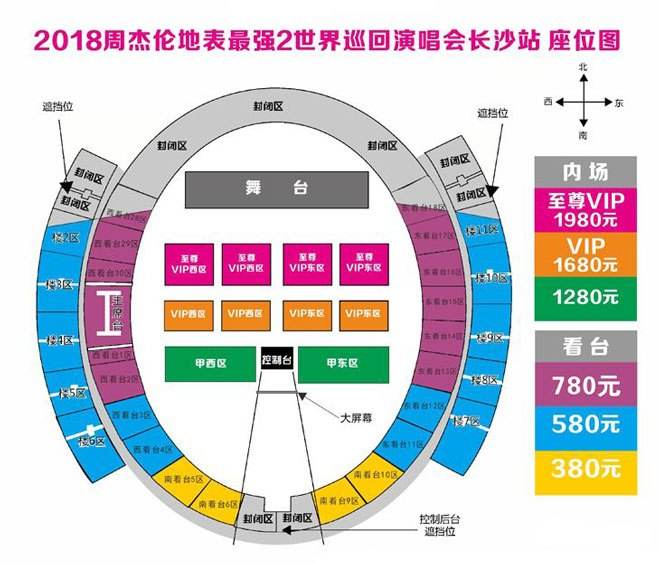 2018周杰伦地表最强2世界巡回演唱会长沙站 座位图
北
西
东
南
遮挡位
遮挡位
封闭区
封闭区
封闭区
封闭区
封闭区
封闭区
封闭区
封闭区
舞 台
内场
至尊VIP
1980元
VIP
1680元
1280元
看台
780元
580元
380元
西看台28区
西看台29区
西看台30区
主席台
西看台1区
西看台2区
西看台3区
西看台4区
南看台5区
南看台6区
东看台18区
东看台17区
东看台16区
东看台15区
东看台14区
东看台13区
东看台12区
东看台11区
南看台10区
南看台9区
楼2区
楼3区
楼4区
楼5区
楼6区
楼11区
楼10区
楼9区
楼8区
楼7区
至尊
VIP西区
至尊
VIP西区
至尊
VIP东区
至尊
VIP东区
VIP西区
VIP西区
VIP东区
VIP东区
甲西区
控制台
甲东区
大屏幕
封闭区
封闭区
控制后台
遮挡位